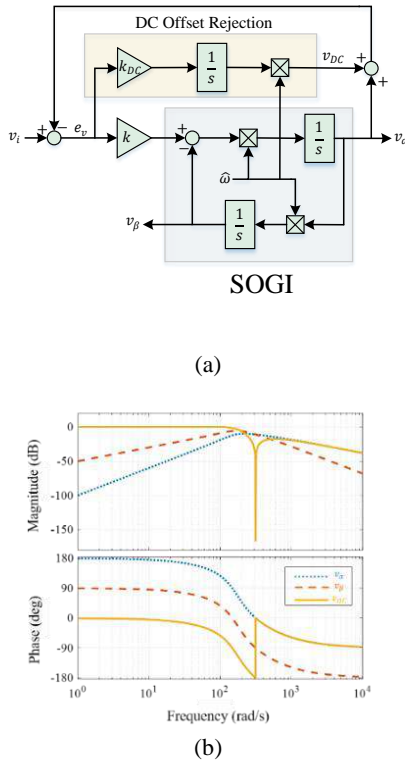 DC Offset Rejection
k_DC
1/s
v_DC
+
+
v_i
+
−
e_v
k
+
−
1/s
v_α
ω̂
v_β
1/s
SOGI
(a)
Magnitude (dB)
0
-50
-100
-150
Phase (deg)
180
90
0
-90
-180
v_α
v_β
v_DC
10^0
10^1
10^2
10^3
10^4
Frequency (rad/s)
(b)